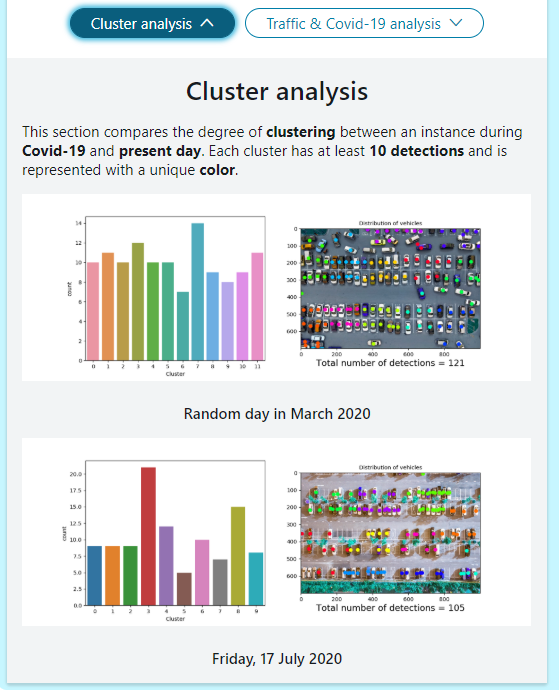 Cluster analysis
Traffic & Covid-19 analysis
Cluster analysis
This section compares the degree of clustering between an instance during
Covid-19 and present day. Each cluster has at least 10 detections and is
represented with a unique color.
14
12
10
8
6
4
2
0
count
0 1 2 3 4 5 6 7 8 9 10 11
Cluster
Distribution of vehicles
0
100
200
300
400
500
600
0 200 400 600 800
Total number of detections = 121
Random day in March 2020
20.0
17.5
15.0
12.5
10.0
7.5
5.0
2.5
0.0
count
0 1 2 3 4 5 6 7 8 9
Cluster
Distribution of vehicles
0
100
200
300
400
500
600
0 200 400 600 800
Total number of detections = 105
Friday, 17 July 2020